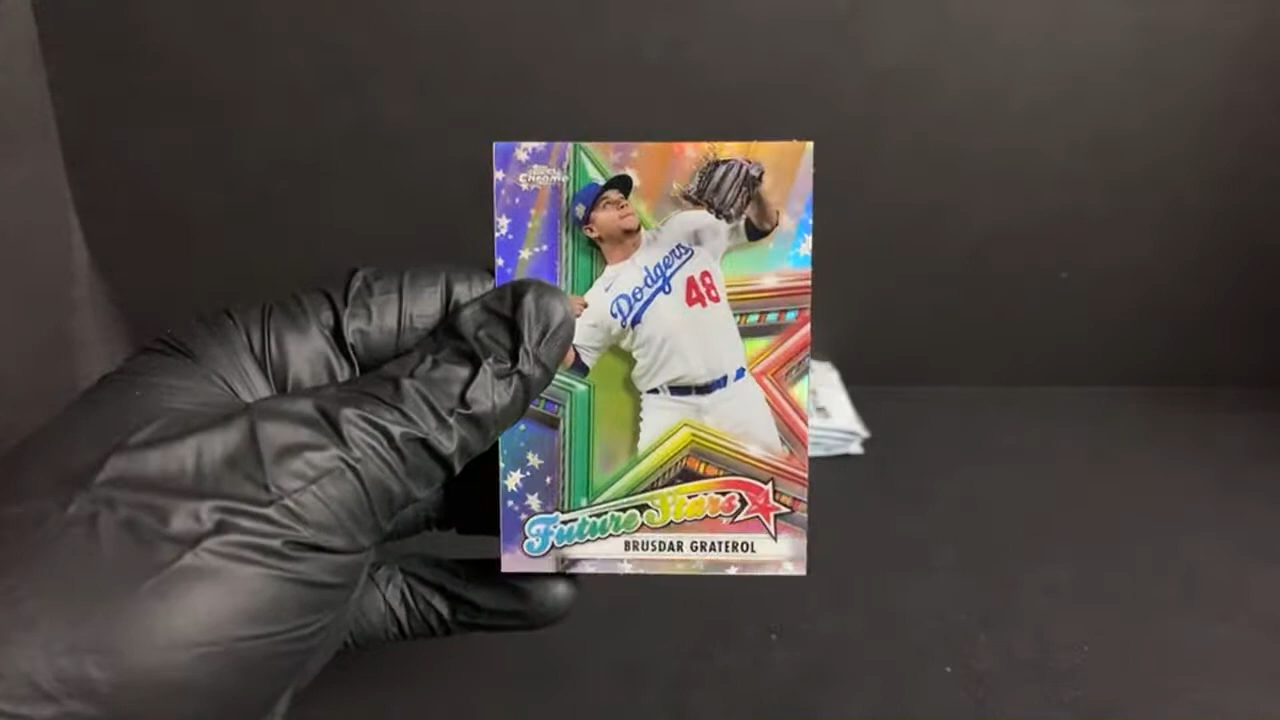 Topps
Chrome
Dodgers
48
Future Stars
BRUSDAR GRATEROL